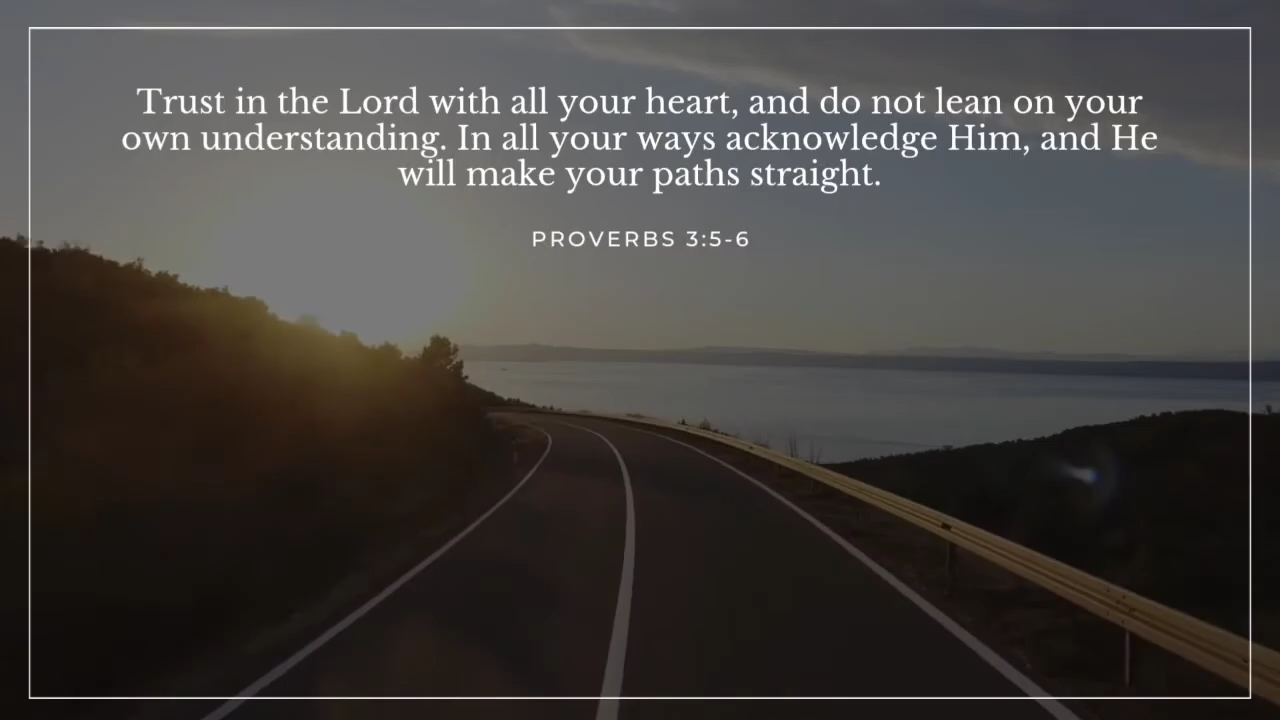 Trust in the Lord with all your heart, and do not lean on your
own understanding. In all your ways acknowledge Him, and He
will make your paths straight.
PROVERBS 3:5-6